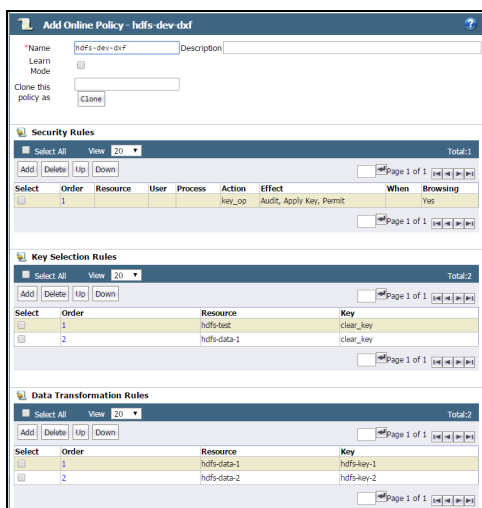 Add Online Policy - hdfs-dev-dxf ?
*Name hdfs-dev-dxf Description
Learn
Mode
Clone this
policy as
Clone
Security Rules
Select All View 20 Total:1
Add Delete Up Down Page 1 of 1
Select Order Resource User Process Action Effect When Browsing
1 key_op Audit, Apply Key, Permit Yes
Page 1 of 1
Key Selection Rules
Select All View 20 Total:2
Add Delete Up Down Page 1 of 1
Select Order Resource Key
1 hdfs-test clear_key
2 hdfs-data-1 clear_key
Page 1 of 1
Data Transformation Rules
Select All View 20 Total:2
Add Delete Up Down Page 1 of 1
Select Order Resource Key
1 hdfs-data-1 hdfs-key-1
2 hdfs-data-2 hdfs-key-2
Page 1 of 1